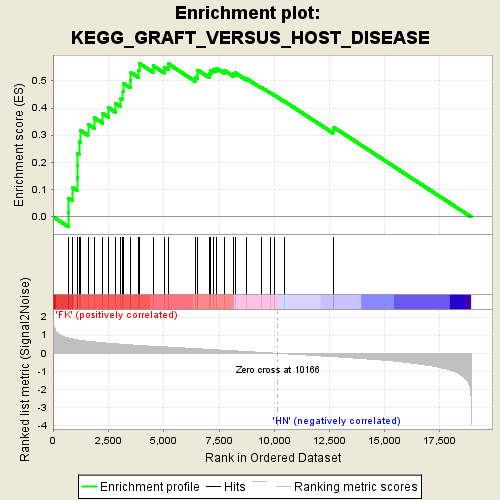 Enrichment plot:
KEGG_GRAFT_VERSUS_HOST_DISEASE
Enrichment score (ES)
0.5
0.4
0.3
0.2
0.1
0.0
'FK' (positively correlated)
Ranked list metric (Signal2Noise)
2
1
0
-1
-2
-3
-4
Zero cross at 10166
'HN' (negatively correlated)
0
2,500
5,000
7,500
10,000
12,500
15,000
17,500
Rank in Ordered Dataset
Enrichment profile
Hits
Ranking metric scores